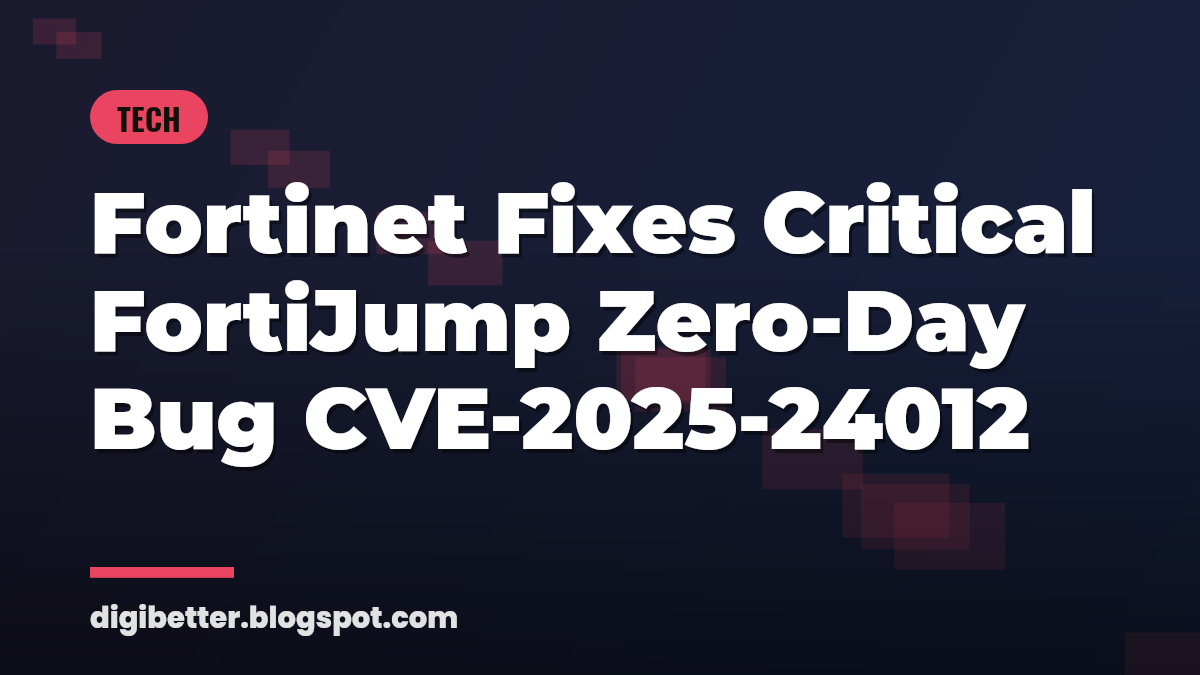 TECH
Fortinet Fixes Critical
FortiJump Zero-Day
Bug CVE-2025-24012
digibetter.blogspot.com